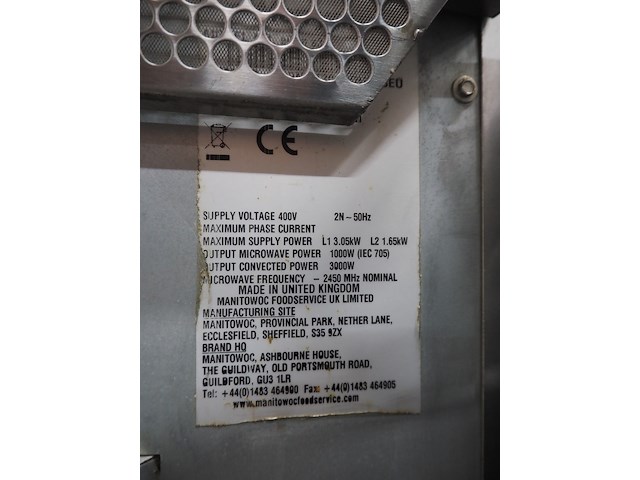 CE
SUPPLY VOLTAGE 400V 2N ~ 50Hz
MAXIMUM PHASE CURRENT
MAXIMUM SUPPLY POWER L1 3.05kW L2 1.65kW
OUTPUT MICROWAVE POWER 1000W (IEC 705)
OUTPUT CONVECTED POWER 3000W
MICROWAVE FREQUENCY - 2450 MHz NOMINAL
MADE IN UNITED KINGDOM
MANITOWOC FOODSERVICE UK LIMITED
MANUFACTURING SITE
MANITOWOC, PROVINCIAL PARK, NETHER LANE,
ECCLESFIELD, SHEFFIELD, S35 9ZX
BRAND HQ
MANITOWOC, ASHBOURNE HOUSE,
THE GUILDWAY, OLD PORTSMOUTH ROAD,
GUILDFORD, GU3 1LR
Tel: +44(0)1483 464900 Fax: +44(0)1483 464905
www.manitowocfoodservice.com